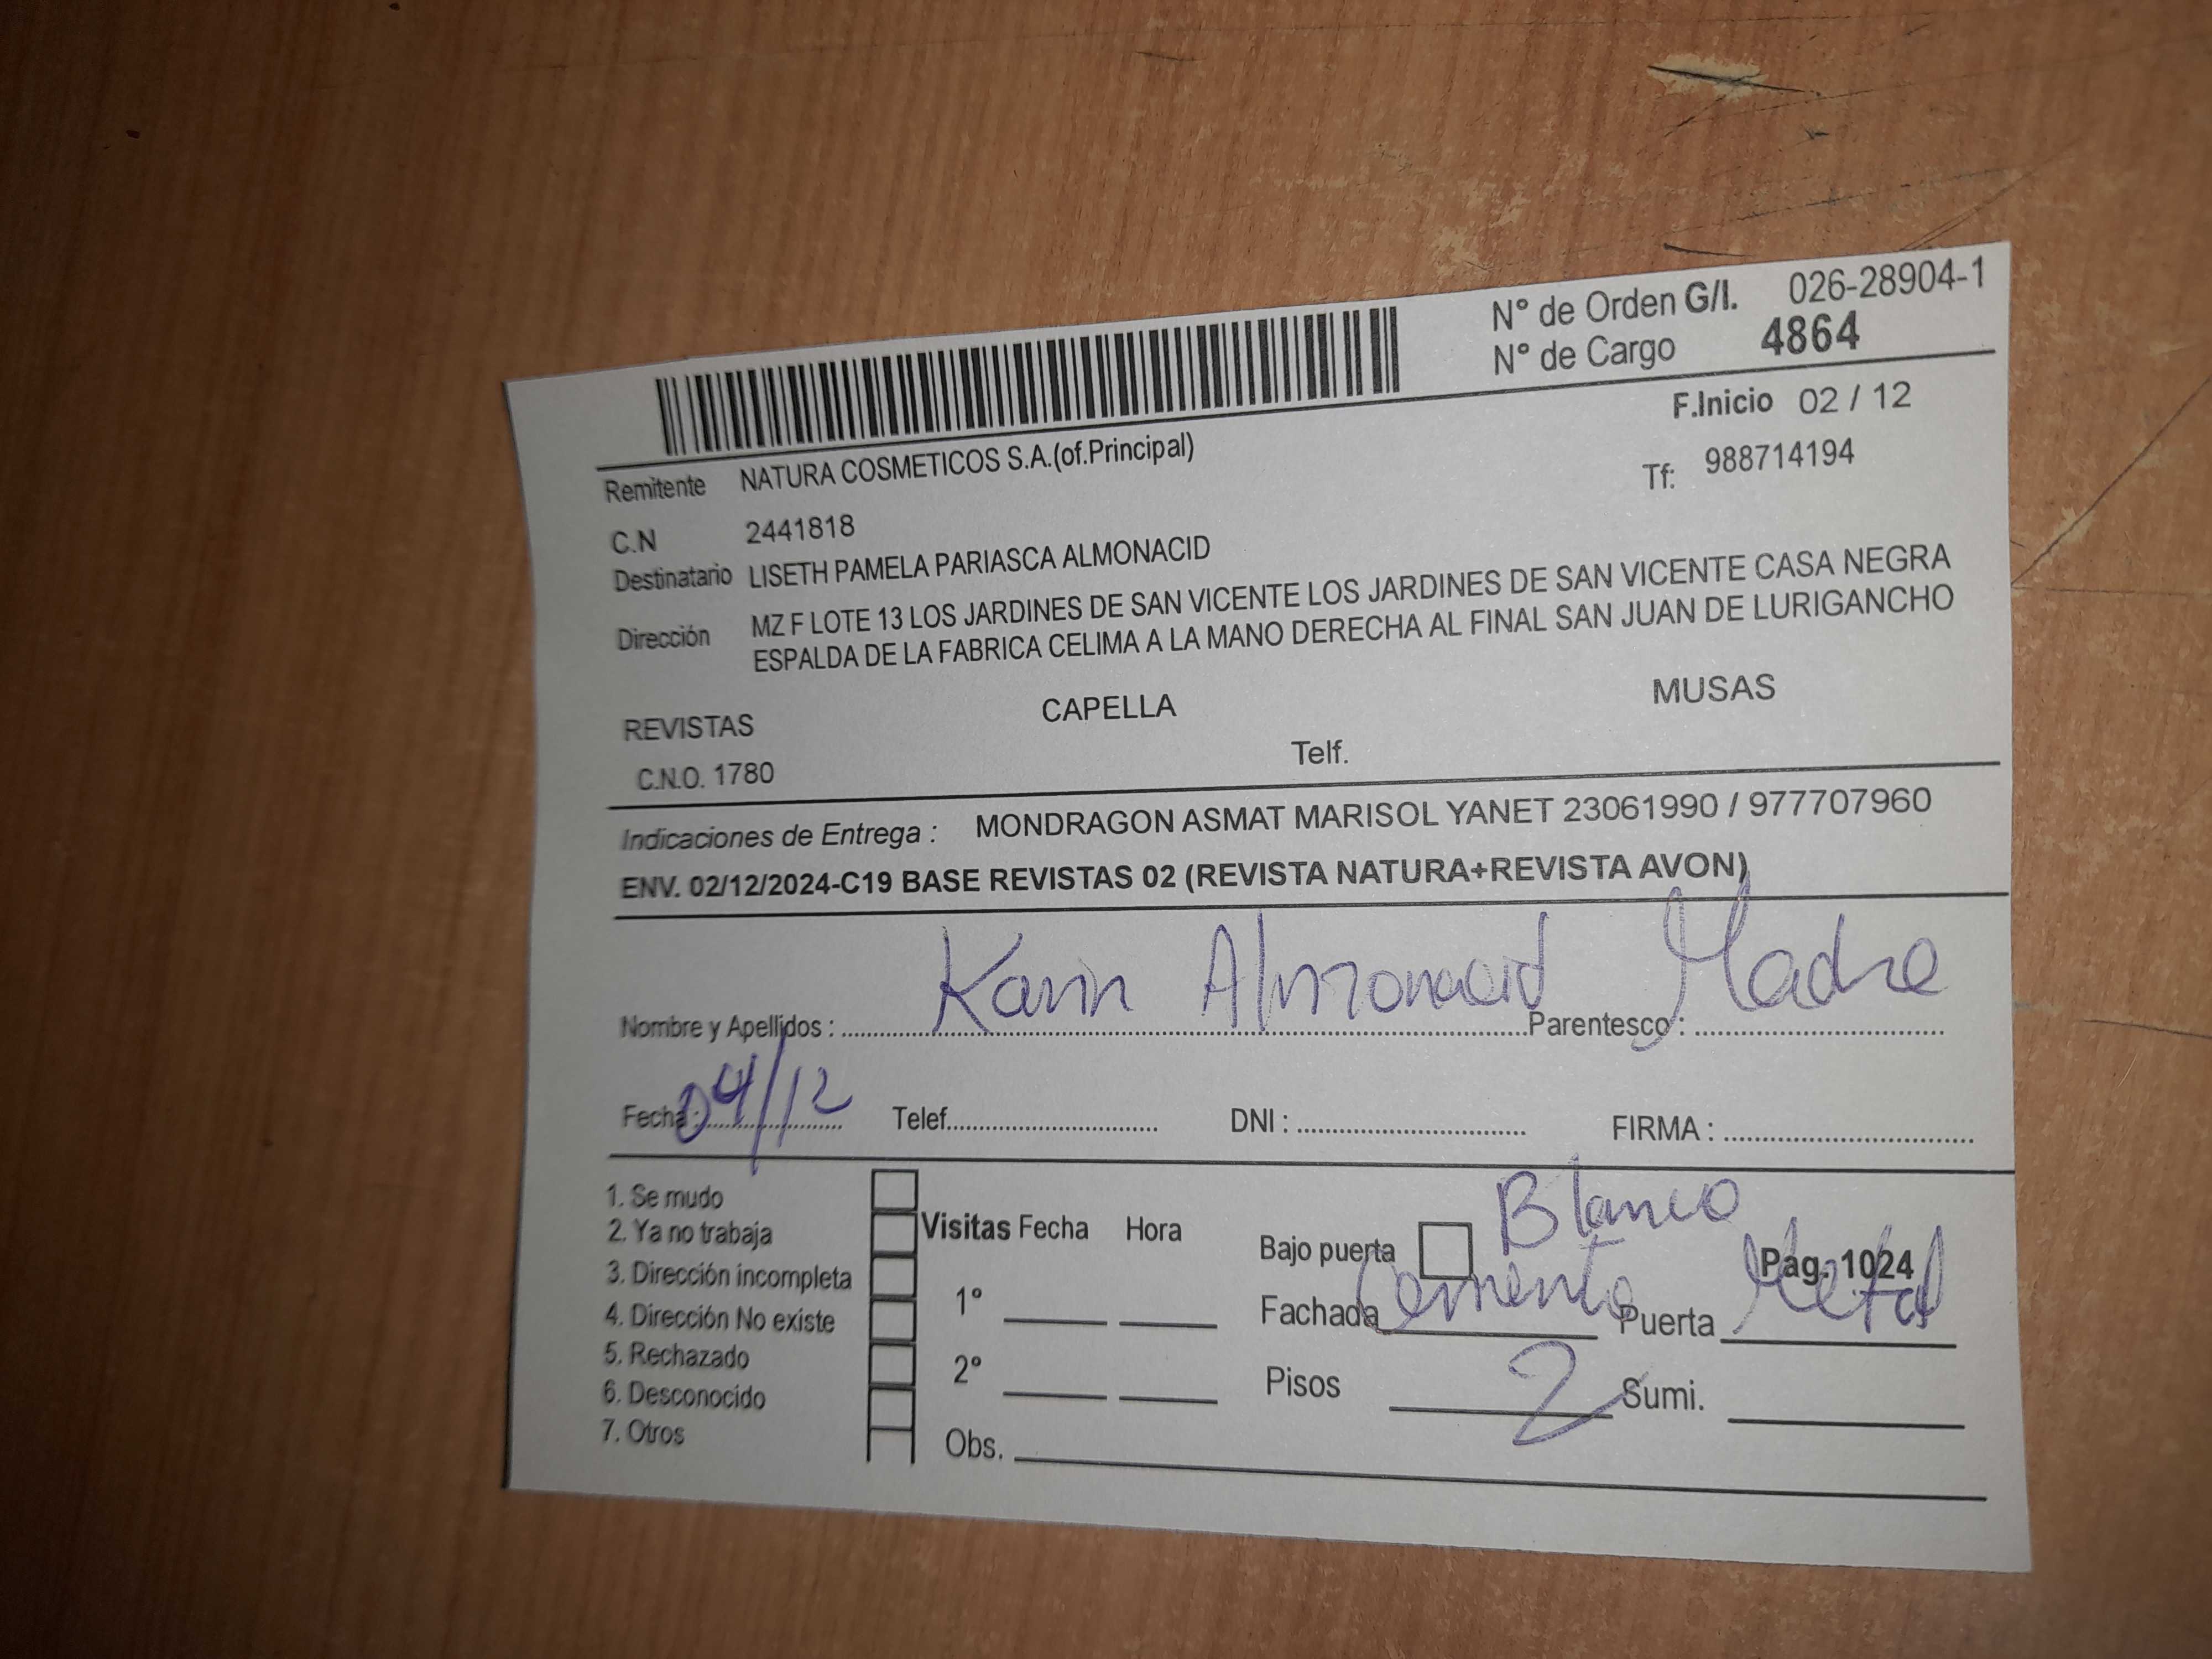 N° de Orden G/I. 026-28904-1
N° de Cargo 4864
F.Inicio 02 / 12
Remitente NATURA COSMETICOS S.A.(of.Principal)
Tf: 988714194
C.N 2441818
Destinatario LISETH PAMELA PARIASCA ALMONACID
Dirección MZ F LOTE 13 LOS JARDINES DE SAN VICENTE LOS JARDINES DE SAN VICENTE CASA NEGRA
ESPALDA DE LA FABRICA CELIMA A LA MANO DERECHA AL FINAL SAN JUAN DE LURIGANCHO
REVISTAS CAPELLA MUSAS
C.N.O. 1780 Telf.
Indicaciones de Entrega : MONDRAGON ASMAT MARISOL YANET 23061990 / 977707960
ENV. 02/12/2024-C19 BASE REVISTAS 02 (REVISTA NATURA+REVISTA AVON)
Nombre y Apellidos : Karin Almonacid Parentesco : Madre
Fecha : 04/12 Telef. DNI : FIRMA :
1. Se mudo
2. Ya no trabaja
3. Dirección incompleta
4. Dirección No existe
5. Rechazado
6. Desconocido
7. Otros
Visitas Fecha Hora
1°
2°
Obs.
Bajo puerta Blanco Pag. 1024
Fachada Cemento Puerta Metal
Pisos 2 Sumi.